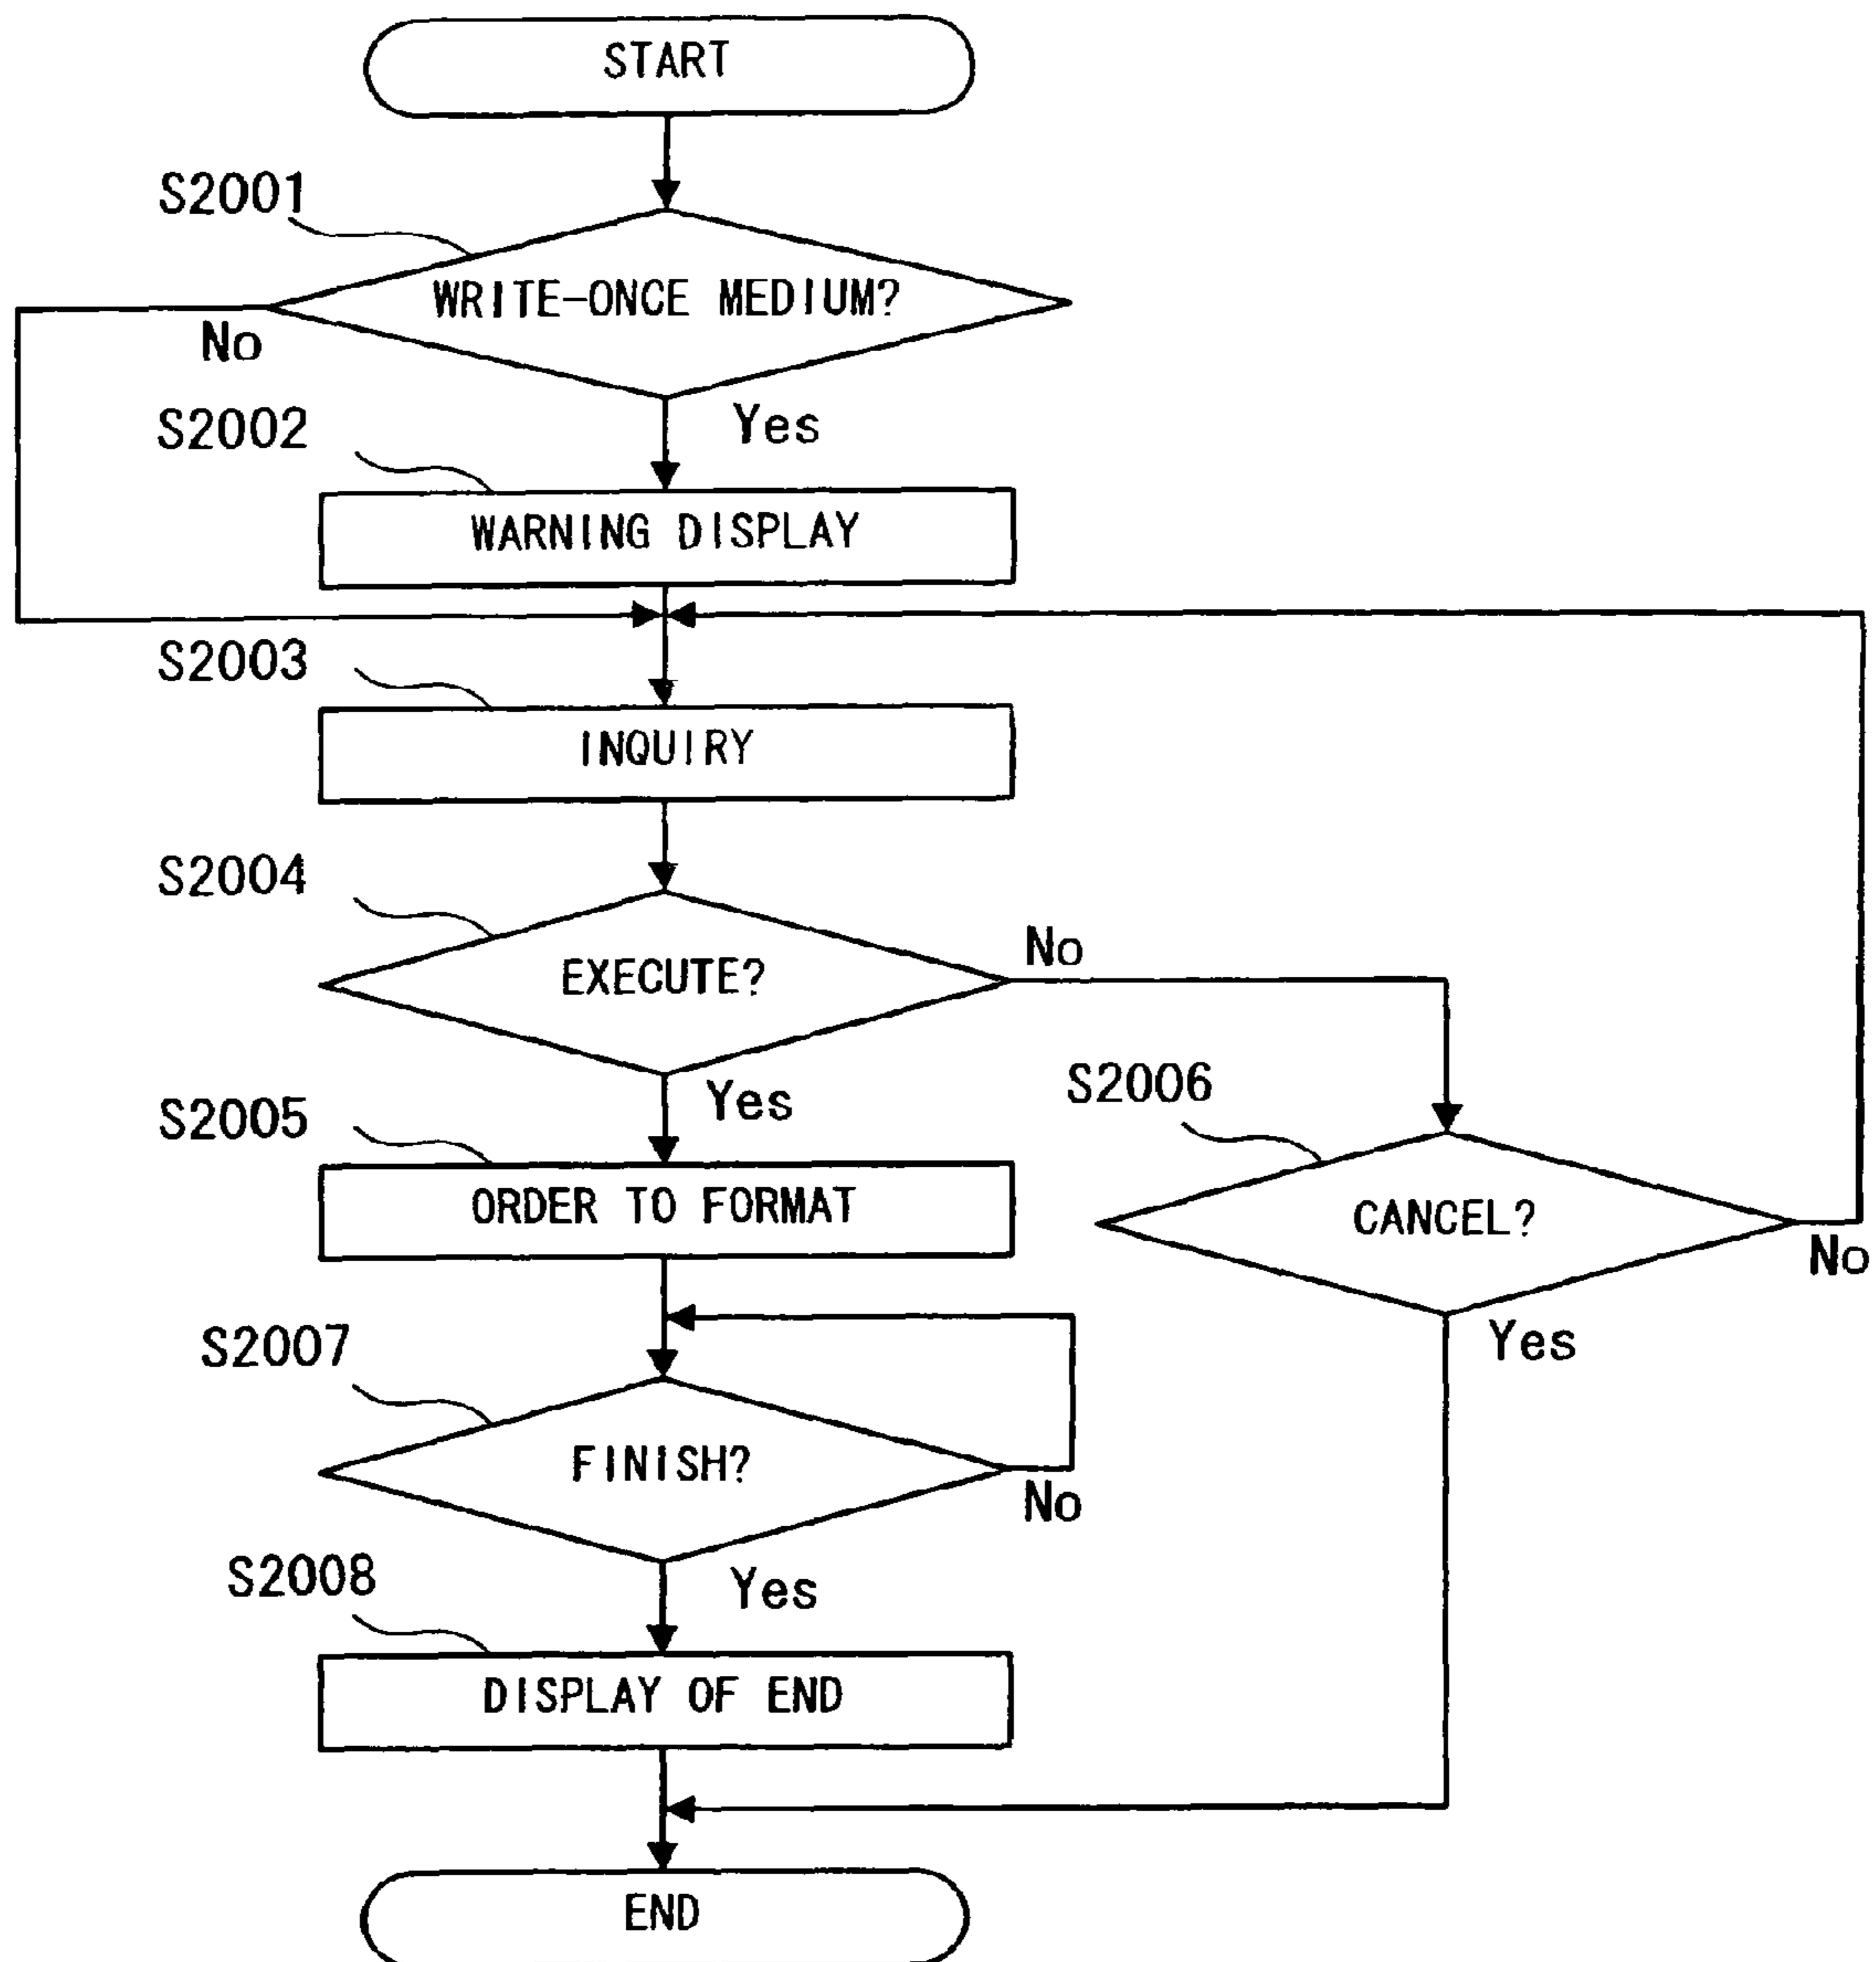 START
S2001
WRITE-ONCE MEDIUM?
No
Yes
S2002
WARNING DISPLAY
S2003
INQUIRY
S2004
EXECUTE?
No
Yes
S2005
ORDER TO FORMAT
S2006
CANCEL?
No
Yes
S2007
FINISH?
No
Yes
S2008
DISPLAY OF END
END